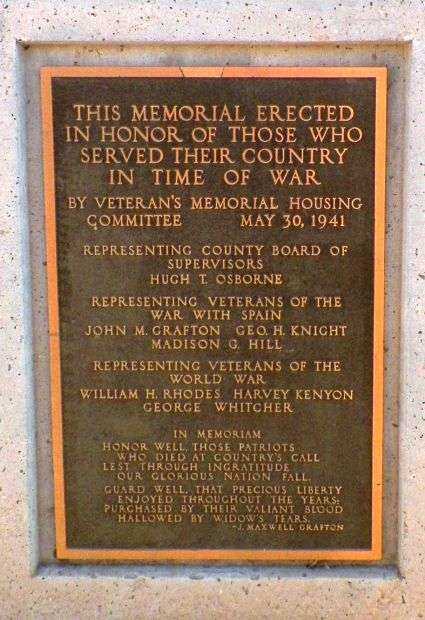 THIS MEMORIAL ERECTED
IN HONOR OF THOSE WHO
SERVED THEIR COUNTRY
IN TIME OF WAR
BY VETERAN'S MEMORIAL HOUSING
COMMITTEE MAY 30, 1941
REPRESENTING COUNTY BOARD OF
SUPERVISORS
HUGH T. OSBORNE
REPRESENTING VETERANS OF THE
WAR WITH SPAIN
JOHN M. GRAFTON GEO. H. KNIGHT
MADISON G. HILL
REPRESENTING VETERANS OF THE
WORLD WAR
WILLIAM H. RHODES HARVEY KENYON
GEORGE WHITCHER
IN MEMORIAM
HONOR WELL, THOSE PATRIOTS
WHO DIED AT COUNTRY'S CALL
LEST THROUGH INGRATITUDE
OUR GLORIOUS NATION FALL.
GUARD WELL, THAT PRECIOUS LIBERTY
ENJOYED THROUGHOUT THE YEARS;
PURCHASED BY THEIR VALIANT BLOOD
HALLOWED BY WIDOW'S TEARS.
-J. MAXWELL GRAFTON